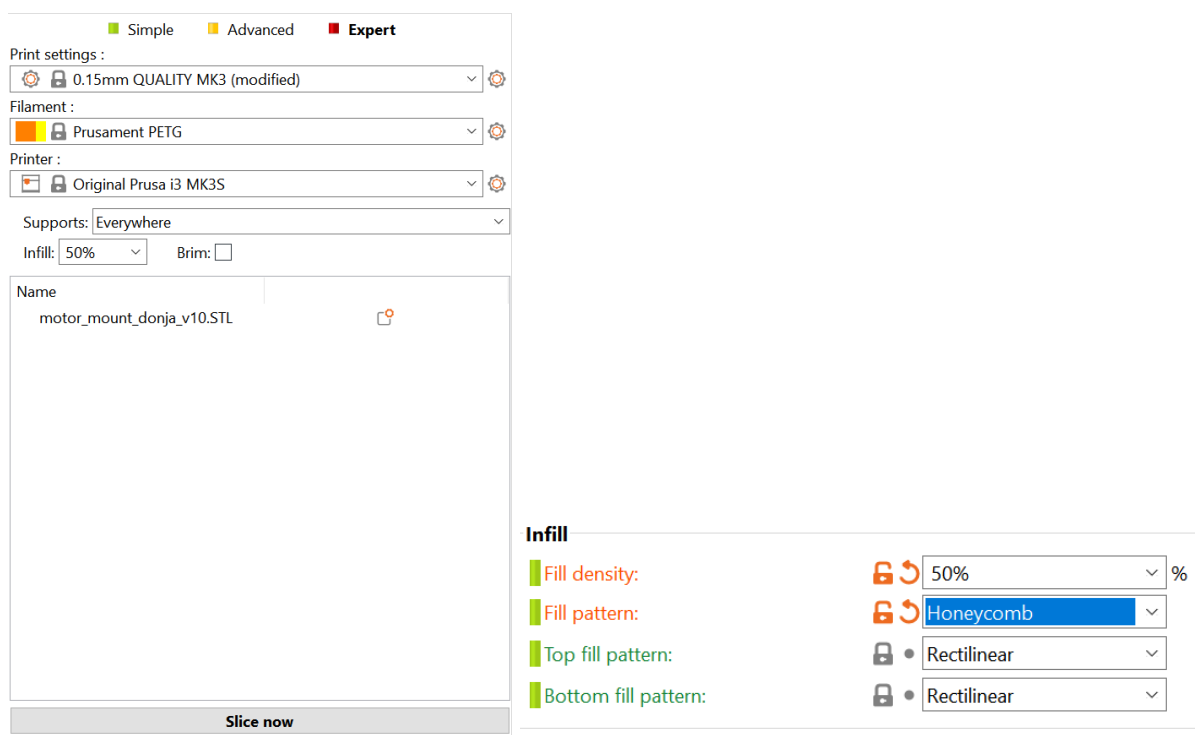 Simple Advanced Expert
Print settings :
0.15mm QUALITY MK3 (modified)
Filament :
Prusament PETG
Printer :
Original Prusa i3 MK3S
Supports: Everywhere
Infill: 50% Brim:
Name
motor_mount_donja_v10.STL
Slice now
Infill
Fill density: 50% %
Fill pattern: Honeycomb
Top fill pattern: Rectilinear
Bottom fill pattern: Rectilinear